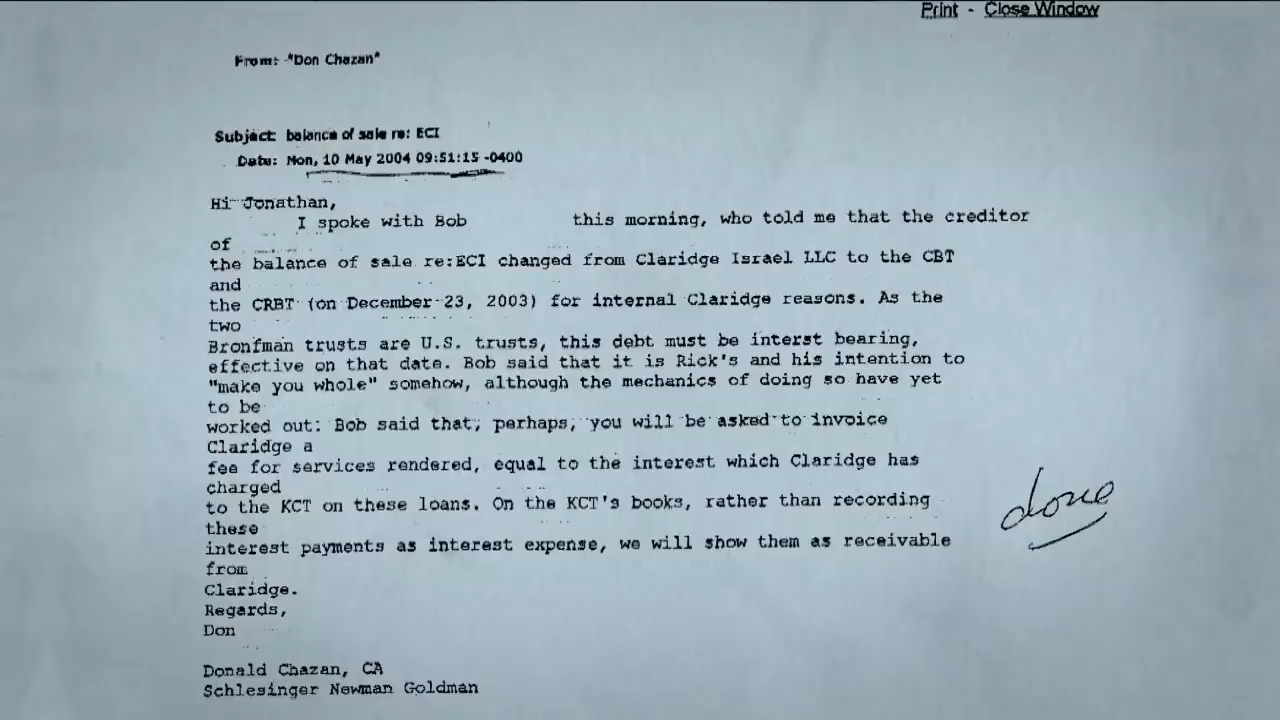 Print - Close Window
From: "Don Chazan"
Subject: balance of sale re: ECI
Date: Mon, 10 May 2004 09:51:15 -0400
Hi Jonathan,
I spoke with Bob this morning, who told me that the creditor
of
the balance of sale re:ECI changed from Claridge Israel LLC to the CBT
and
the CRBT (on December 23, 2003) for internal Claridge reasons. As the
two
Bronfman trusts are U.S. trusts, this debt must be interst bearing,
effective on that date. Bob said that it is Rick's and his intention to
"make you whole" somehow, although the mechanics of doing so have yet
to be
worked out: Bob said that, perhaps, you will be asked to invoice
Claridge a
fee for services rendered, equal to the interest which Claridge has
charged
to the KCT on these loans. On the KCT's books, rather than recording
these
interest payments as interest expense, we will show them as receivable
from
Claridge.
Regards,
Don
done
Donald Chazan, CA
Schlesinger Newman Goldman